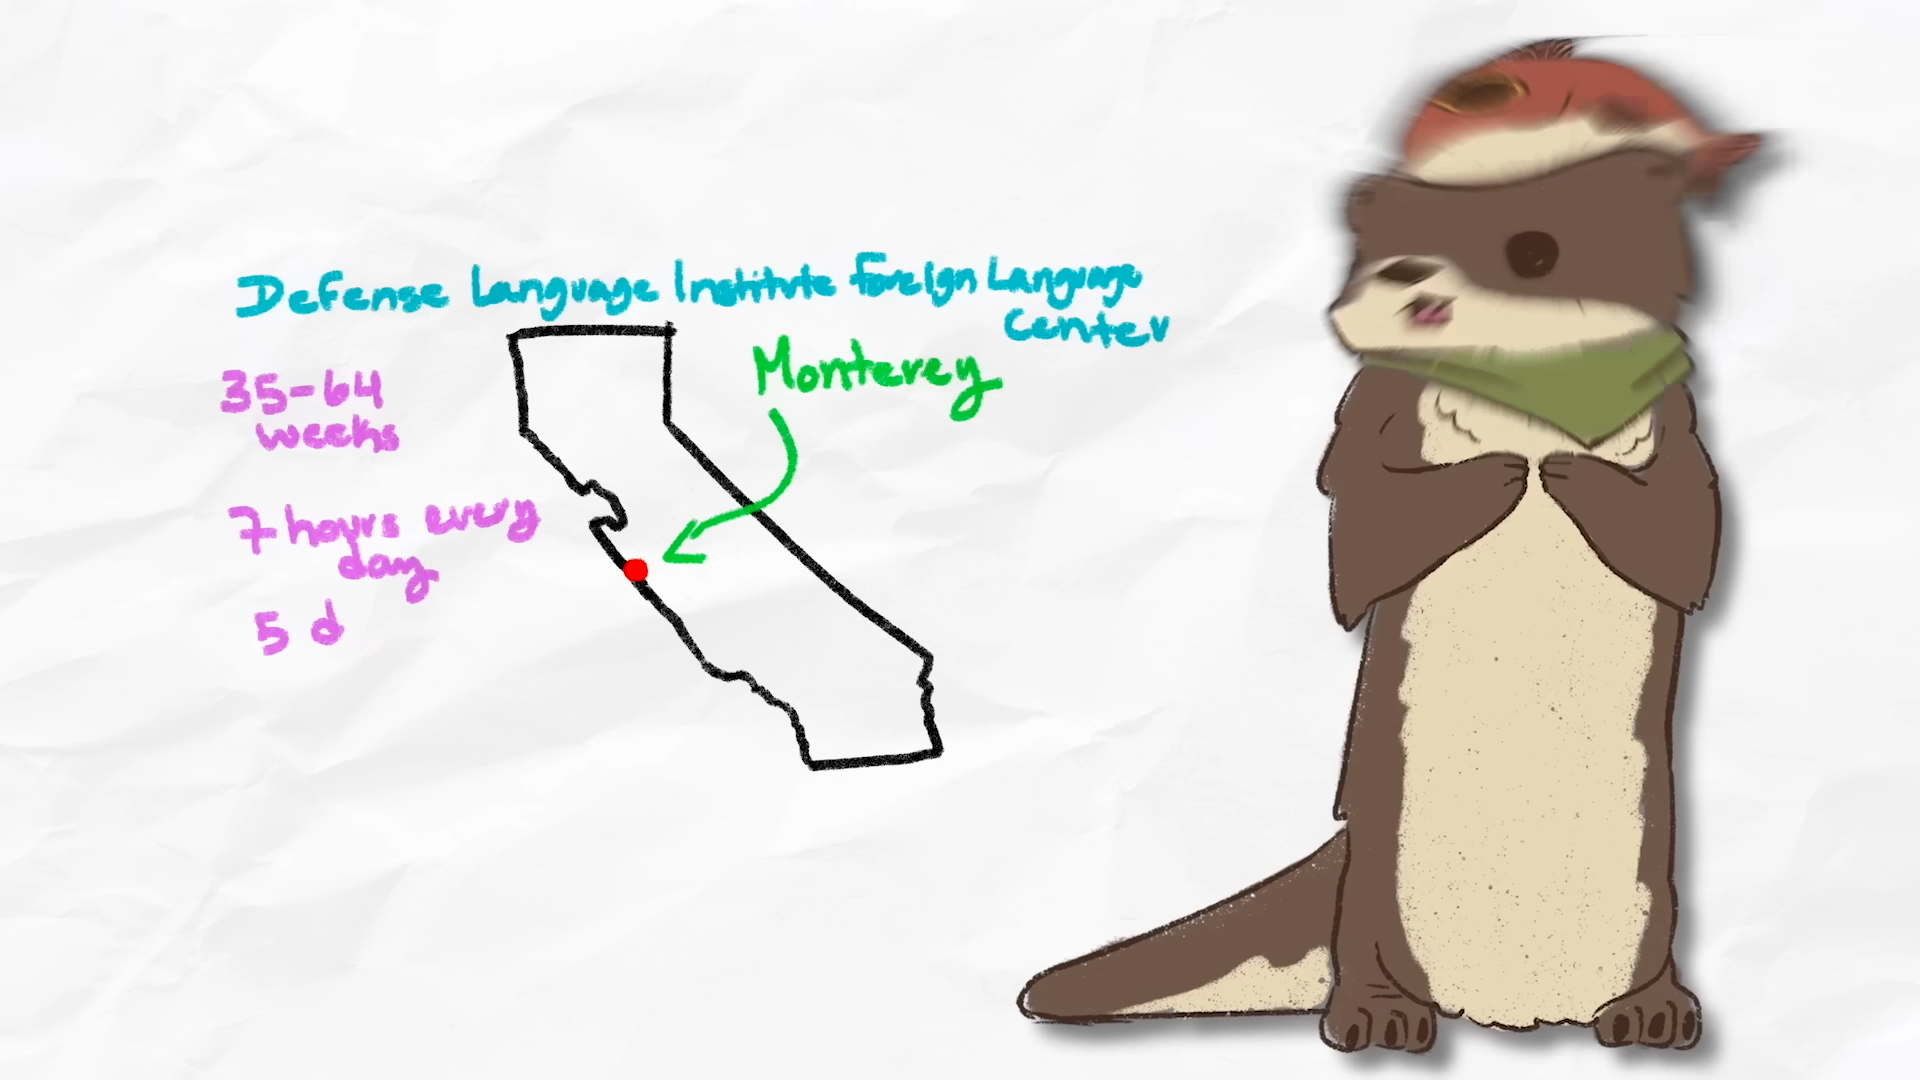 Defense Language Institute Foreign Language
Center
Monterey
35-64
weeks
7 hours every
day
5 d